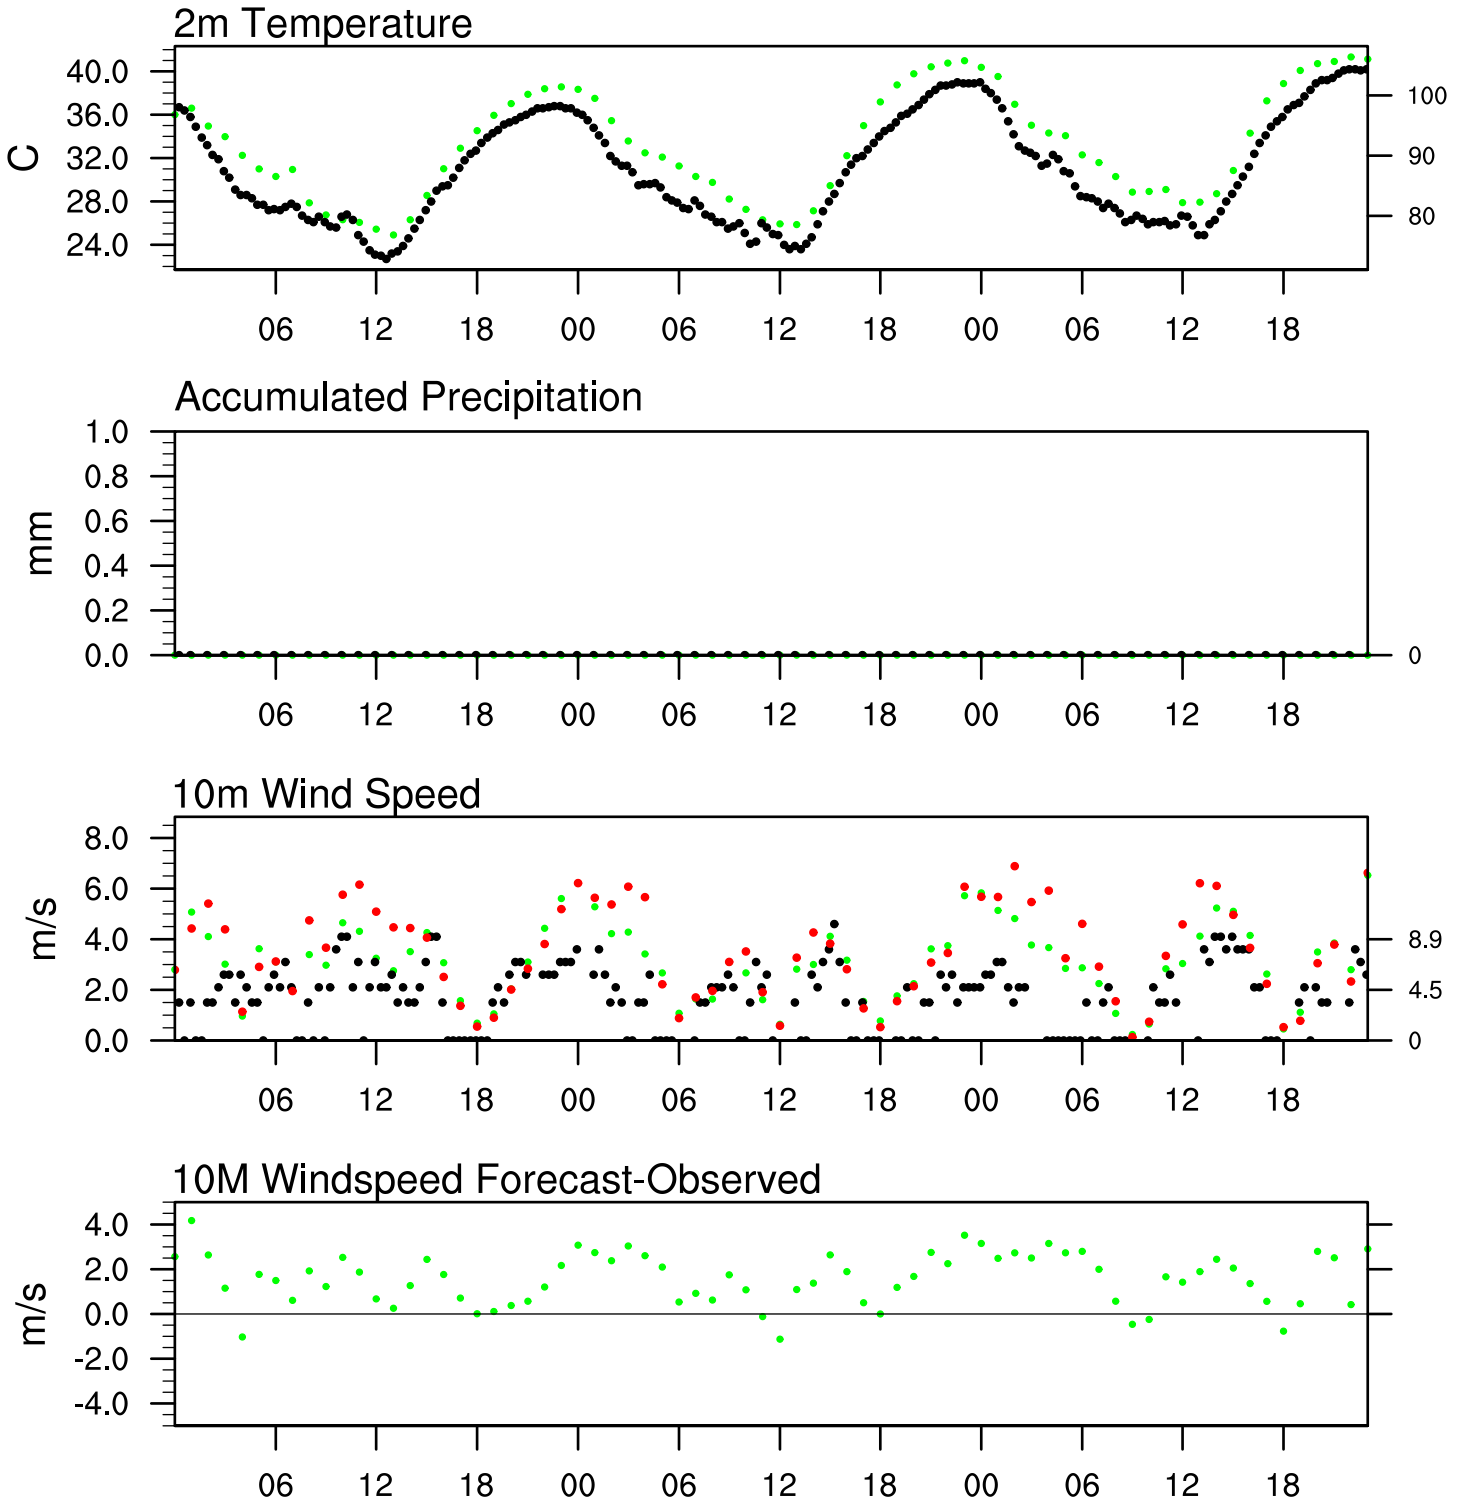 2m Temperature
40.0
36.0
32.0
28.0
24.0
C
100
90
80
06 12 18 00 06 12 18 00 06 12 18
Accumulated Precipitation
1.0
0.8
0.6
0.4
0.2
0.0
mm
0
06 12 18 00 06 12 18 00 06 12 18
10m Wind Speed
8.0
6.0
4.0
2.0
0.0
m/s
8.9
4.5
0
06 12 18 00 06 12 18 00 06 12 18
10M Windspeed Forecast-Observed
4.0
2.0
0.0
-2.0
-4.0
m/s
06 12 18 00 06 12 18 00 06 12 18